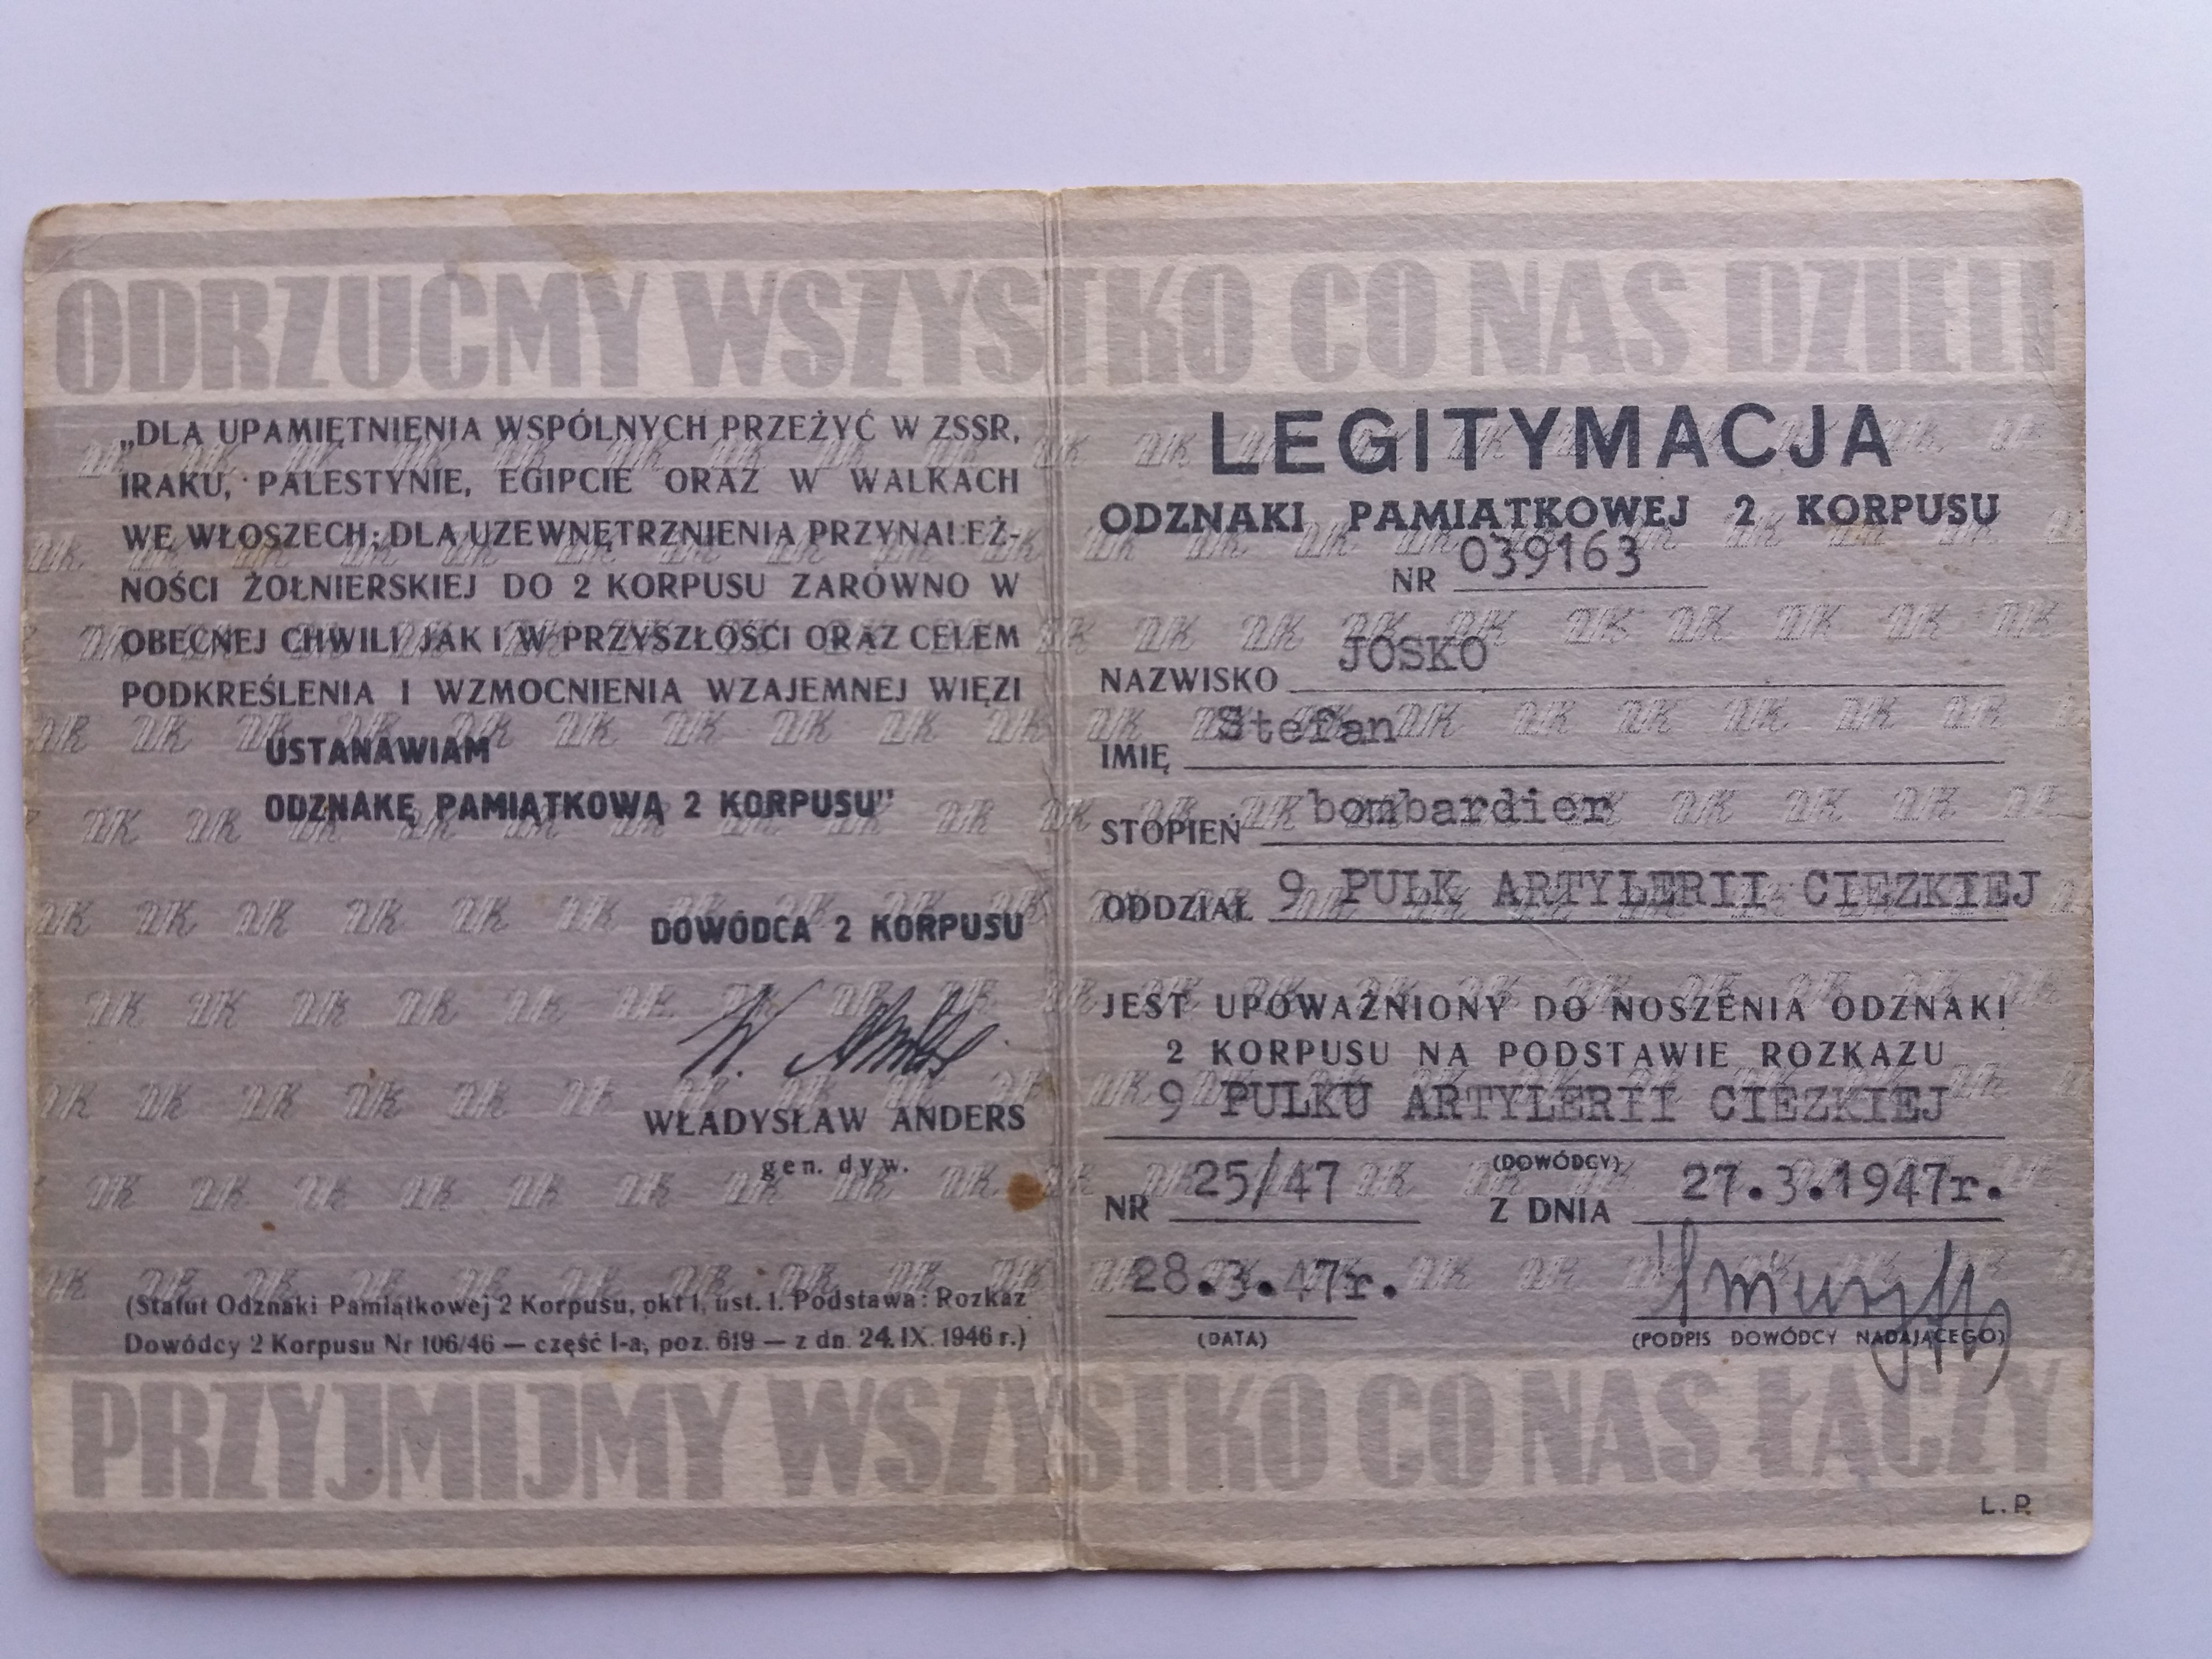 ODRZUĆMY WSZYSTKO CO NAS DZIELI
„DLA UPAMIĘTNIENIA WSPÓLNYCH PRZEŻYĆ W ZSSR,
IRAKU, PALESTYNIE, EGIPCIE ORAZ W WALKACH
WE WŁOSZECH; DLA UZEWNĘTRZNIENIA PRZYNALEŻ-
NOŚCI ŻOŁNIERSKIEJ DO 2 KORPUSU ZARÓWNO W
OBECNEJ CHWILI JAK I W PRZYSZŁOŚCI ORAZ CELEM
PODKREŚLENIA I WZMOCNIENIA WZAJEMNEJ WIĘZI
USTANAWIAM
ODZNAKĘ PAMIĄTKOWĄ 2 KORPUSU"
DOWÓDCA 2 KORPUSU
W. Anders
WŁADYSŁAW ANDERS
gen. dyw.
(Statut Odznaki Pamiątkowej 2 Korpusu, okt 1, ust. 1. Podstawa: Rozkaz
Dowódcy 2 Korpusu Nr 106/46 — część I-a, poz. 619 — z dn. 24. IX. 1946 r.)
LEGITYMACJA
ODZNAKI PAMIĄTKOWEJ 2 KORPUSU
NR 039163
NAZWISKO JOSKO
IMIĘ Stefan
STOPIEŃ bombardier
ODDZIAŁ 9 PULK ARTYLERII CIEZKIEJ
JEST UPOWAŻNIONY DO NOSZENIA ODZNAKI
2 KORPUSU NA PODSTAWIE ROZKAZU
9 PULKU ARTYLERII CIEZKIEJ
(DOWÓDCY)
NR 25/47 Z DNIA 27.3.1947r.
28.3.47r.
(DATA) (PODPIS DOWÓDCY NADAJĄCEGO)
PRZYJMIJMY WSZYSTKO CO NAS ŁĄCZY
L.P.